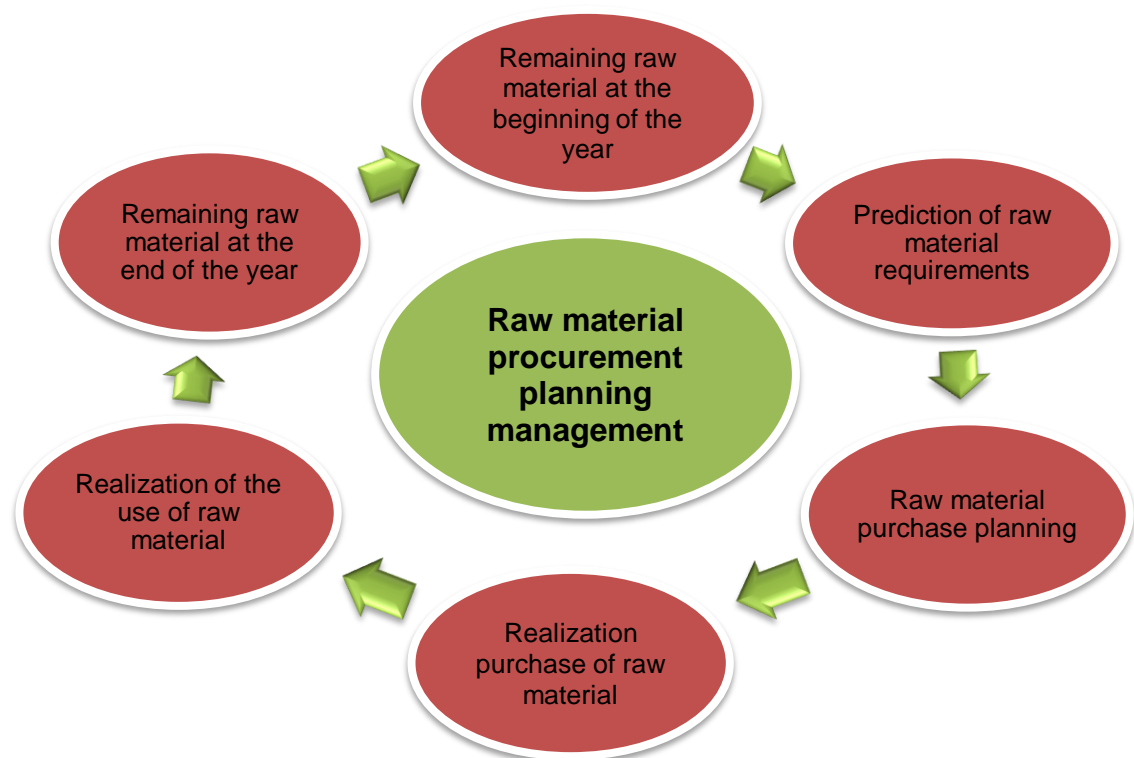 Remaining raw
material at the
beginning of the
year
Prediction of raw
material
requirements
Raw material
purchase planning
Realization
purchase of raw
material
Realization of the
use of raw
material
Remaining raw
material at the
end of the year
Raw material
procurement
planning
management